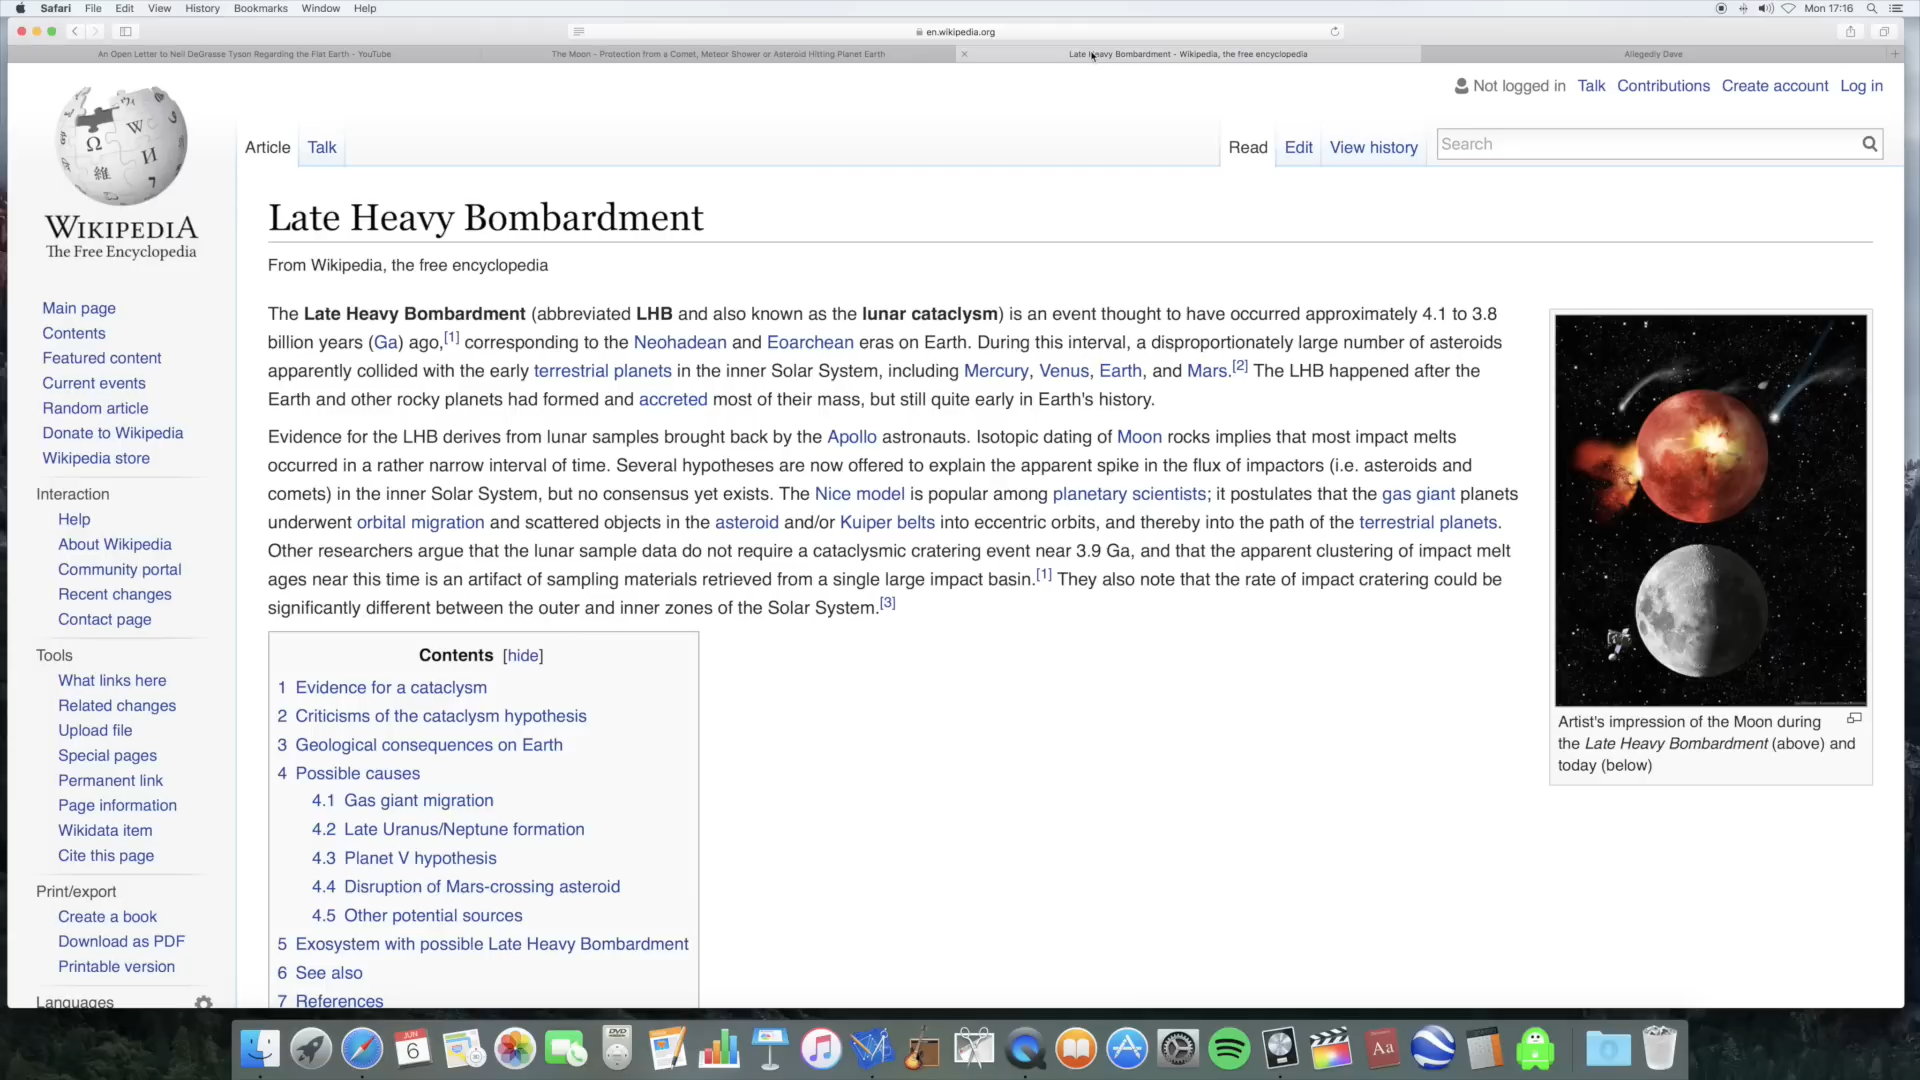 Safari File Edit View History Bookmarks Window Help Mon 17:16
en.wikipedia.org
An Open Letter to Neil DeGrasse Tyson Regarding the Flat Earth - YouTube
The Moon - Protection from a Comet, Meteor Shower or Asteroid Hitting Planet Earth
Late Heavy Bombardment - Wikipedia, the free encyclopedia
Allegedly Dave
Not logged in Talk Contributions Create account Log in
Article Talk Read Edit View history Search
WIKIPEDIA
The Free Encyclopedia
Main page
Contents
Featured content
Current events
Random article
Donate to Wikipedia
Wikipedia store
Interaction
Help
About Wikipedia
Community portal
Recent changes
Contact page
Tools
What links here
Related changes
Upload file
Special pages
Permanent link
Page information
Wikidata item
Cite this page
Print/export
Create a book
Download as PDF
Printable version
Languages
Late Heavy Bombardment
From Wikipedia, the free encyclopedia
The Late Heavy Bombardment (abbreviated LHB and also known as the lunar cataclysm) is an event thought to have occurred approximately 4.1 to 3.8
billion years (Ga) ago,[1] corresponding to the Neohadean and Eoarchean eras on Earth. During this interval, a disproportionately large number of asteroids
apparently collided with the early terrestrial planets in the inner Solar System, including Mercury, Venus, Earth, and Mars.[2] The LHB happened after the
Earth and other rocky planets had formed and accreted most of their mass, but still quite early in Earth's history.
Evidence for the LHB derives from lunar samples brought back by the Apollo astronauts. Isotopic dating of Moon rocks implies that most impact melts
occurred in a rather narrow interval of time. Several hypotheses are now offered to explain the apparent spike in the flux of impactors (i.e. asteroids and
comets) in the inner Solar System, but no consensus yet exists. The Nice model is popular among planetary scientists; it postulates that the gas giant planets
underwent orbital migration and scattered objects in the asteroid and/or Kuiper belts into eccentric orbits, and thereby into the path of the terrestrial planets.
Other researchers argue that the lunar sample data do not require a cataclysmic cratering event near 3.9 Ga, and that the apparent clustering of impact melt
ages near this time is an artifact of sampling materials retrieved from a single large impact basin.[1] They also note that the rate of impact cratering could be
significantly different between the outer and inner zones of the Solar System.[3]
Contents [hide]
1 Evidence for a cataclysm
2 Criticisms of the cataclysm hypothesis
3 Geological consequences on Earth
4 Possible causes
4.1 Gas giant migration
4.2 Late Uranus/Neptune formation
4.3 Planet V hypothesis
4.4 Disruption of Mars-crossing asteroid
4.5 Other potential sources
5 Exosystem with possible Late Heavy Bombardment
6 See also
7 References
Artist's impression of the Moon during
the Late Heavy Bombardment (above) and
today (below)
JUN
6
DVD
Aa